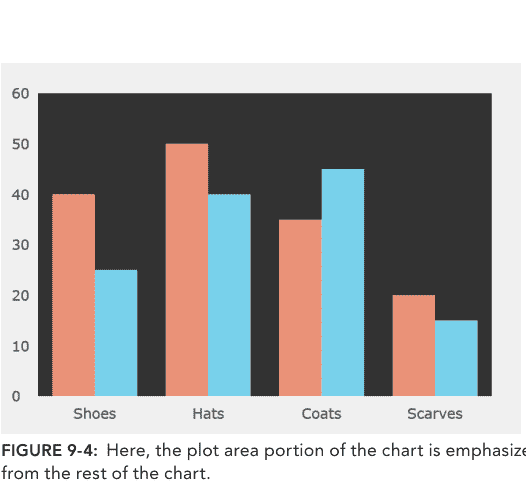 60
50
40
30
20
10
0
Shoes Hats Coats Scarves
FIGURE 9-4: Here, the plot area portion of the chart is emphasize
from the rest of the chart.